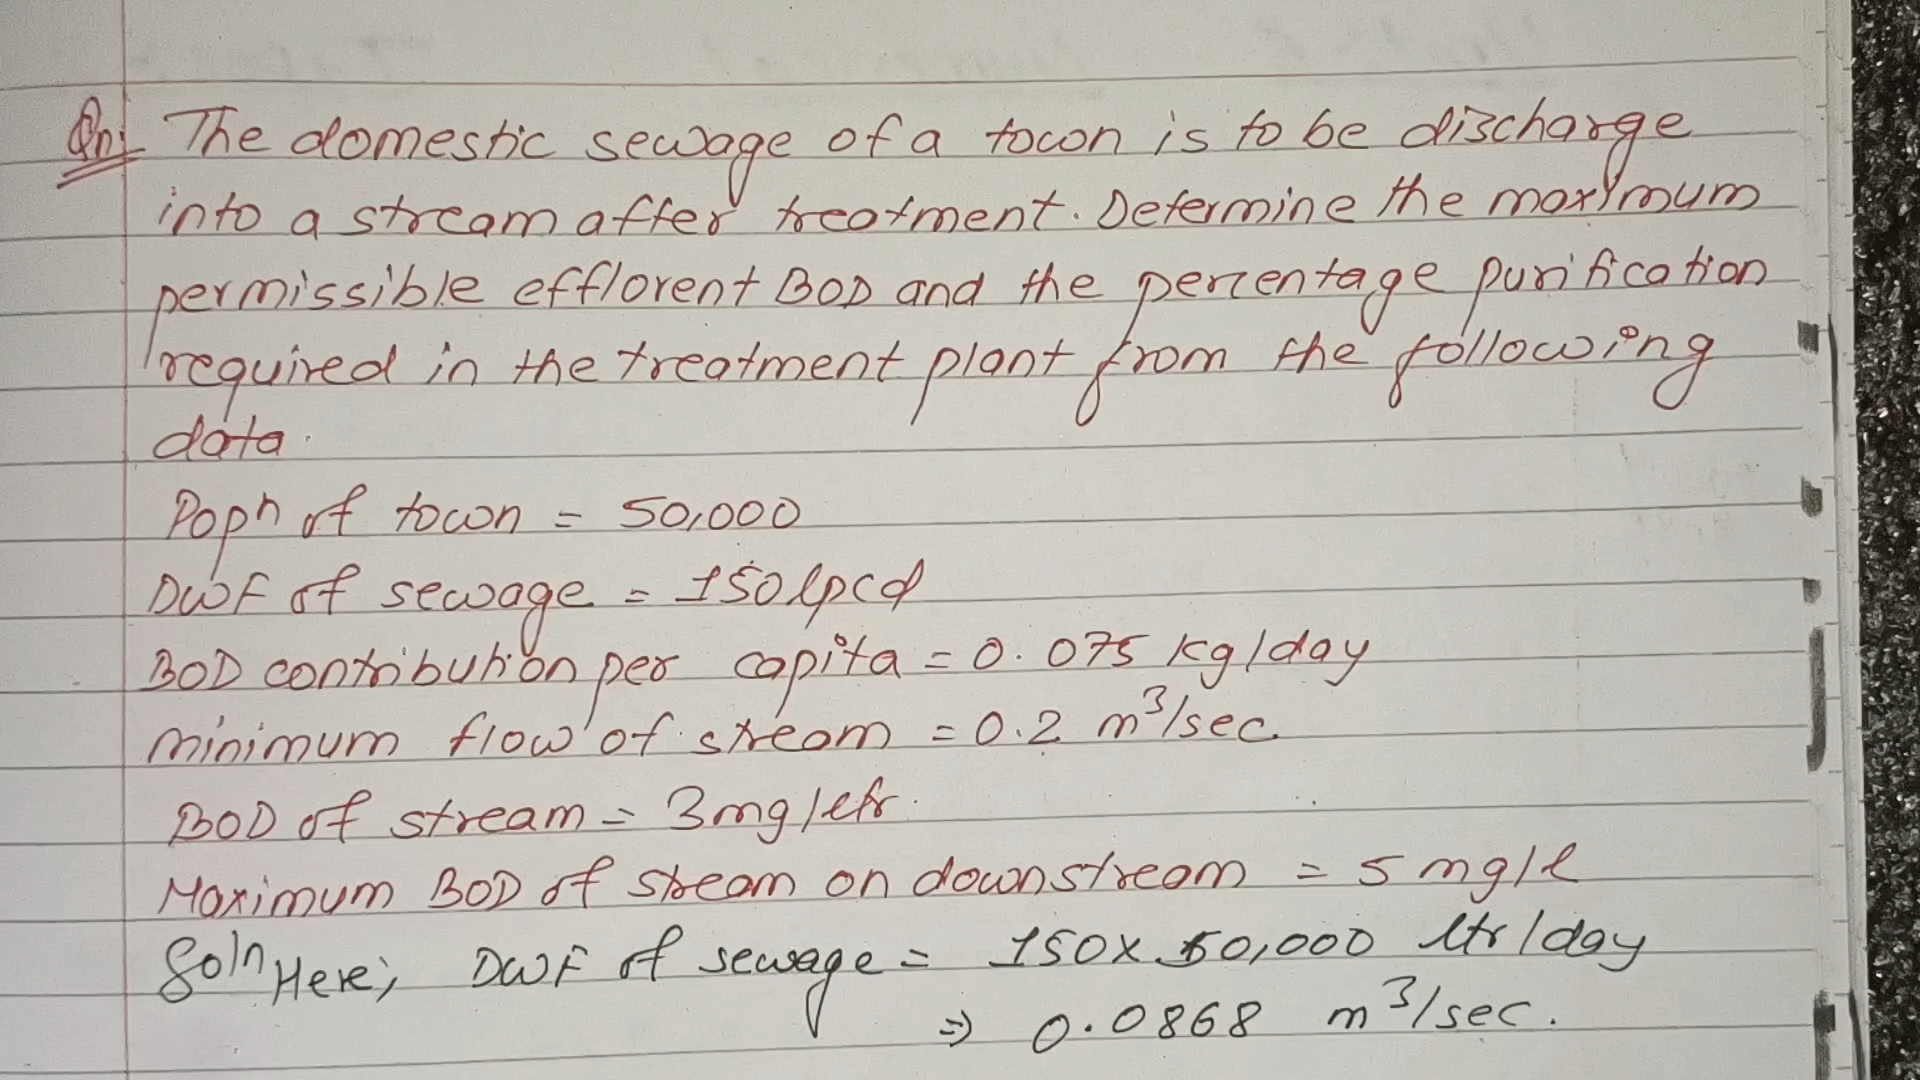 Qn: The domestic sewage of a town is to be discharge
into a stream after treatment. Determine the maximum
permissible efflorent BOD and the percentage purification
required in the treatment plant from the following
data.
Popn of town = 50,000
DWF of sewage = 150 lpcd
BOD contribution per capita = 0.075 kg/day
minimum flow of stream = 0.2 m³/sec.
BOD of stream = 3mg/ltr.
Maximum BOD of stream on downstream = 5 mg/l
Soln Here; DWF of sewage = 150 x 50,000 ltr/day
⇒ 0.0868 m³/sec.